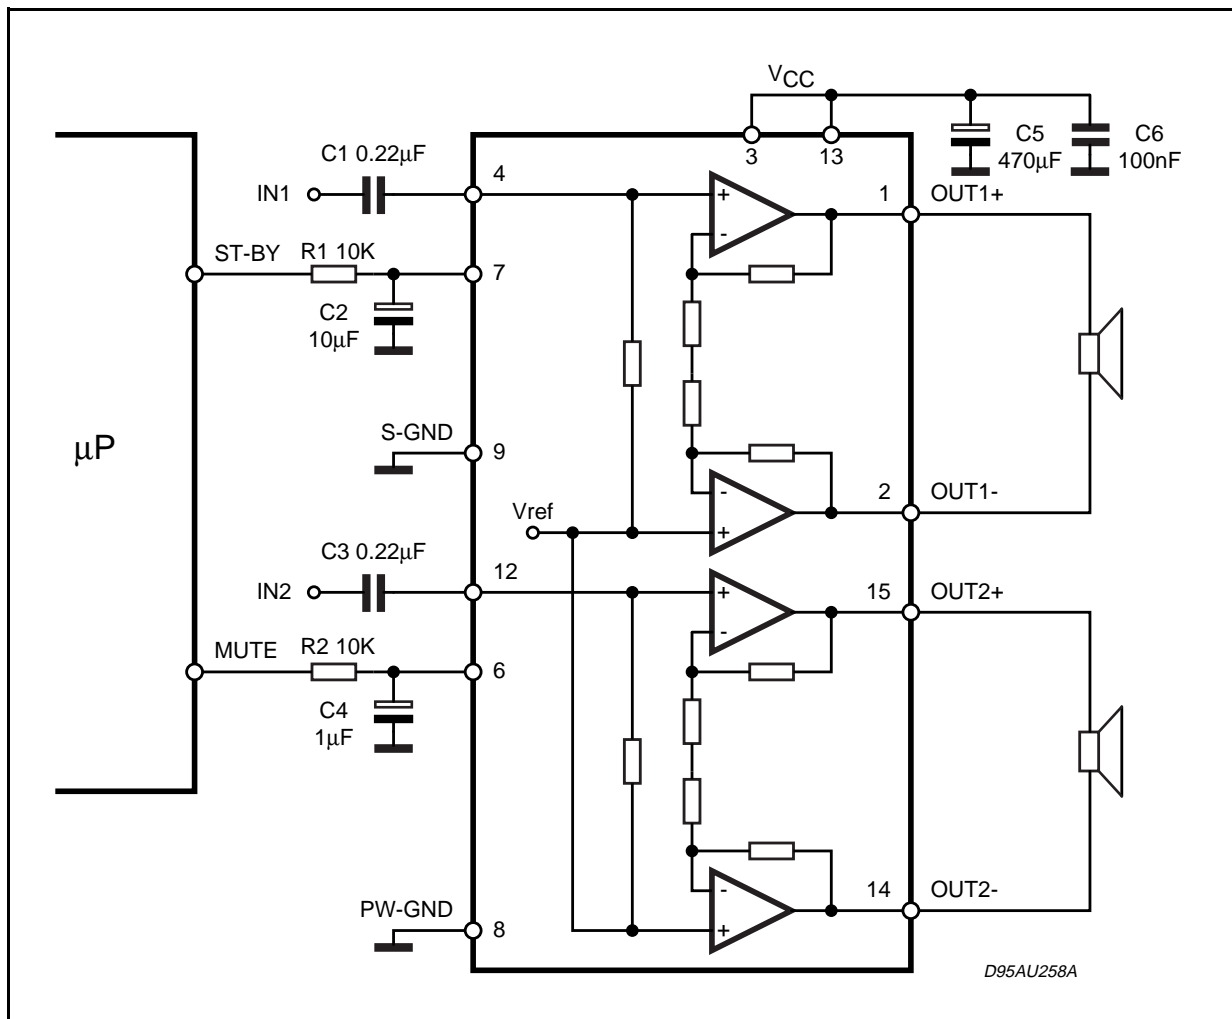 VCC
C1 0.22μF
IN1
4
3
13
C5
470μF
C6
100nF
+
-
1
OUT1+
ST-BY
R1 10K
7
C2
10μF
μP
S-GND
9
-
+
2
OUT1-
Vref
C3 0.22μF
IN2
12
+
-
15
OUT2+
MUTE
R2 10K
6
C4
1μF
PW-GND
8
-
+
14
OUT2-
D95AU258A